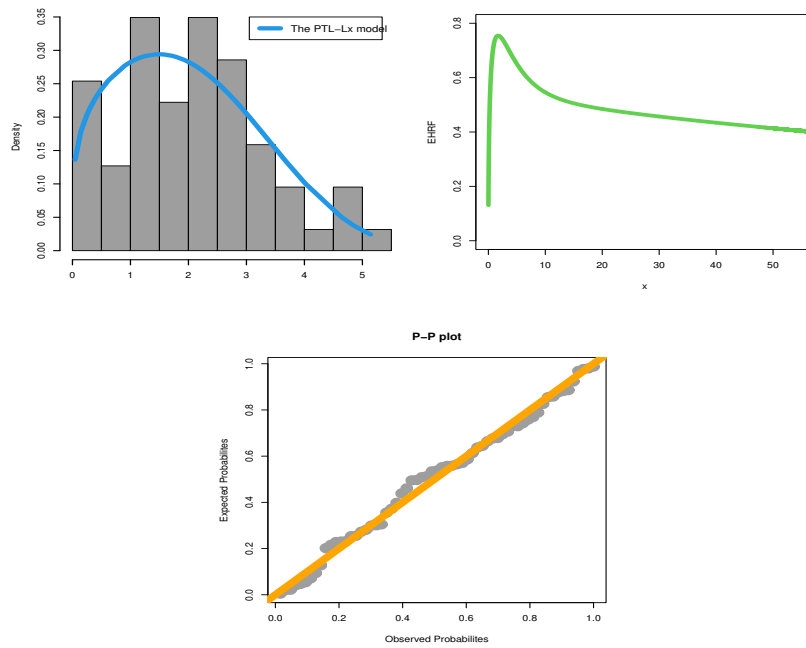 The PTL-Lx model
Density
0.00 0.05 0.10 0.15 0.20 0.25 0.30 0.35
0 1 2 3 4 5
EHRF
0.0 0.2 0.4 0.6 0.8
0 10 20 30 40 50
x
P-P plot
Expected Probabilites
0.0 0.2 0.4 0.6 0.8 1.0
0.0 0.2 0.4 0.6 0.8 1.0
Observed Probabilites